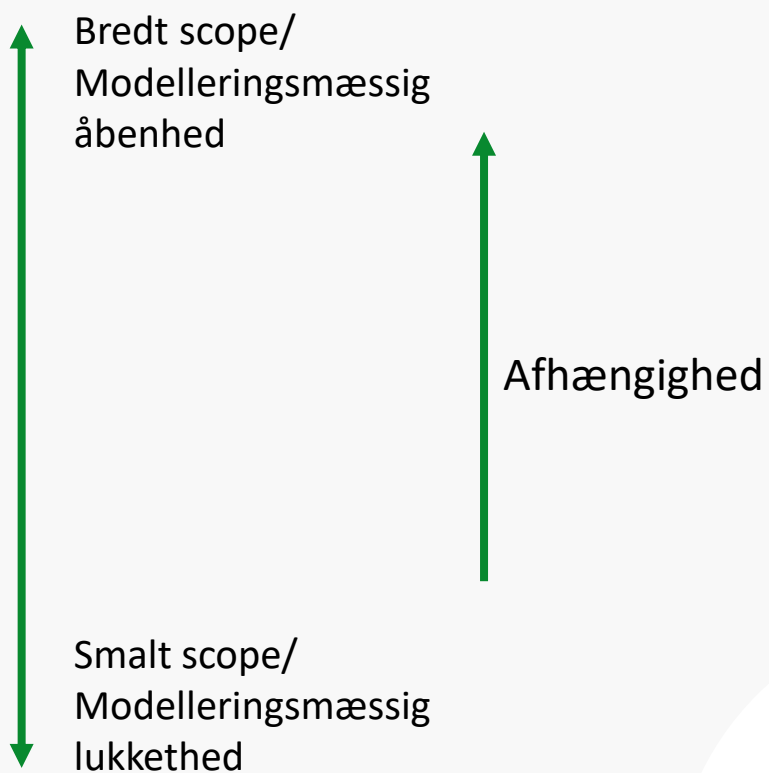 Bredt scope/
Modelleringsmæssig
åbenhed
Afhængighed
Smalt scope/
Modelleringsmæssig
lukkethed